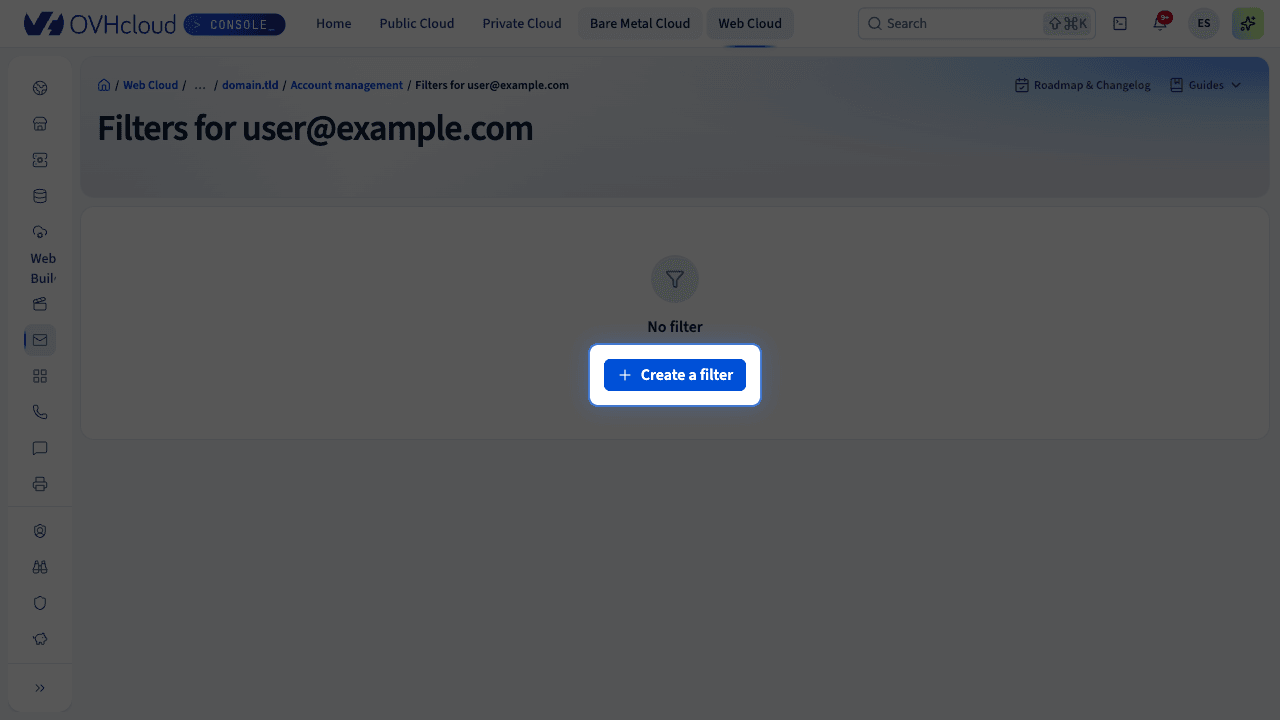 OVHcloud
> CONSOLE_
Home
Public Cloud
Private Cloud
Bare Metal Cloud
Web Cloud
Search
⇧⌘K
9+
ES
/ Web Cloud / ... / domain.tld / Account management / Filters for user@example.com
Roadmap & Changelog
Guides
Filters for user@example.com
Web
Buil
No filter
+ Create a filter